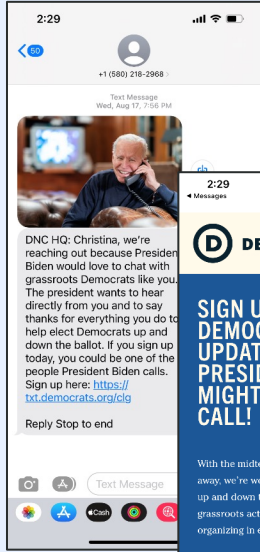 2:29
50
+1 (580) 218-2968
Text Message
Wed, Aug 17, 7:56 PM
DNC HQ: Christina, we're
reaching out because Presiden
Biden would love to chat with
grassroots Democrats like you.
The president wants to hear
directly from you and to say
thanks for everything you do to
help elect Democrats up and
down the ballot. If you sign up
today, you could be one of the
people President Biden calls.
Sign up here: https://
txt.democrats.org/clg
Reply Stop to end
Text Message
Cash
2:29
Messages
D DE
SIGN U
DEMOC
UPDAT
PRESID
MIGHT
CALL!
With the midte
away, we're wo
up and down t
grassroots act
organizing in e